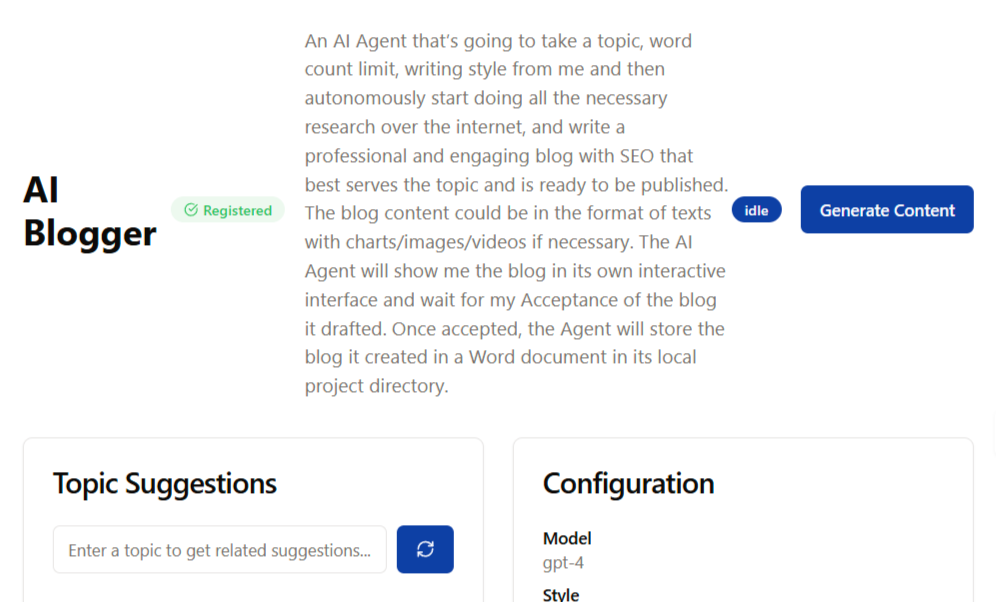 AI
Blogger
Registered
An AI Agent that's going to take a topic, word
count limit, writing style from me and then
autonomously start doing all the necessary
research over the internet, and write a
professional and engaging blog with SEO that
best serves the topic and is ready to be published.
The blog content could be in the format of texts
with charts/images/videos if necessary. The AI
Agent will show me the blog in its own interactive
interface and wait for my Acceptance of the blog
it drafted. Once accepted, the Agent will store the
blog it created in a Word document in its local
project directory.
idle
Generate Content
Topic Suggestions
Enter a topic to get related suggestions...
Configuration
Model
gpt-4
Style